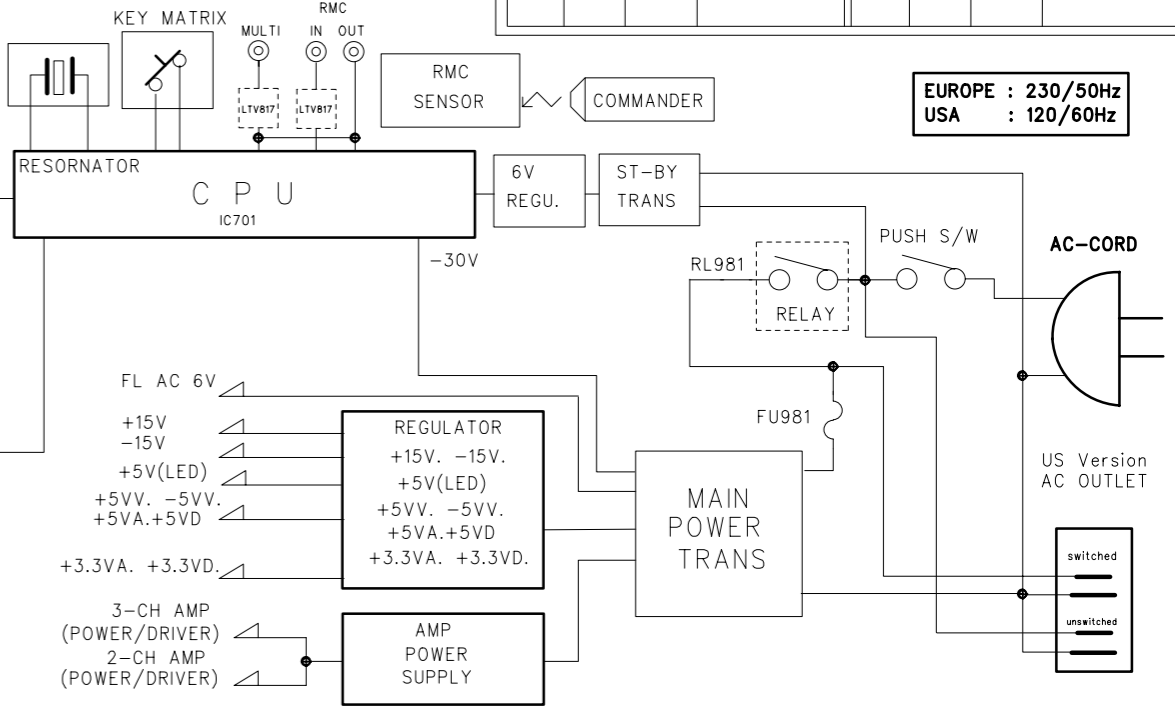 KEY MATRIX
RMC
MULTI IN OUT
LTV817 LTV817
RMC
SENSOR
COMMANDER
EUROPE : 230/50Hz
USA : 120/60Hz
RESORNATOR
C P U
IC701
6V
REGU.
ST-BY
TRANS
-30V
RL981
RELAY
PUSH S/W
AC-CORD
FU981
US Version
AC OUTLET
switched
unswitched
FL AC 6V
+15V
-15V
+5V(LED)
+5VV. -5VV.
+5VA.+5VD
+3.3VA. +3.3VD.
REGULATOR
+15V. -15V.
+5V(LED)
+5VV. -5VV.
+5VA.+5VD
+3.3VA. +3.3VD.
MAIN
POWER
TRANS
3-CH AMP
(POWER/DRIVER)
2-CH AMP
(POWER/DRIVER)
AMP
POWER
SUPPLY